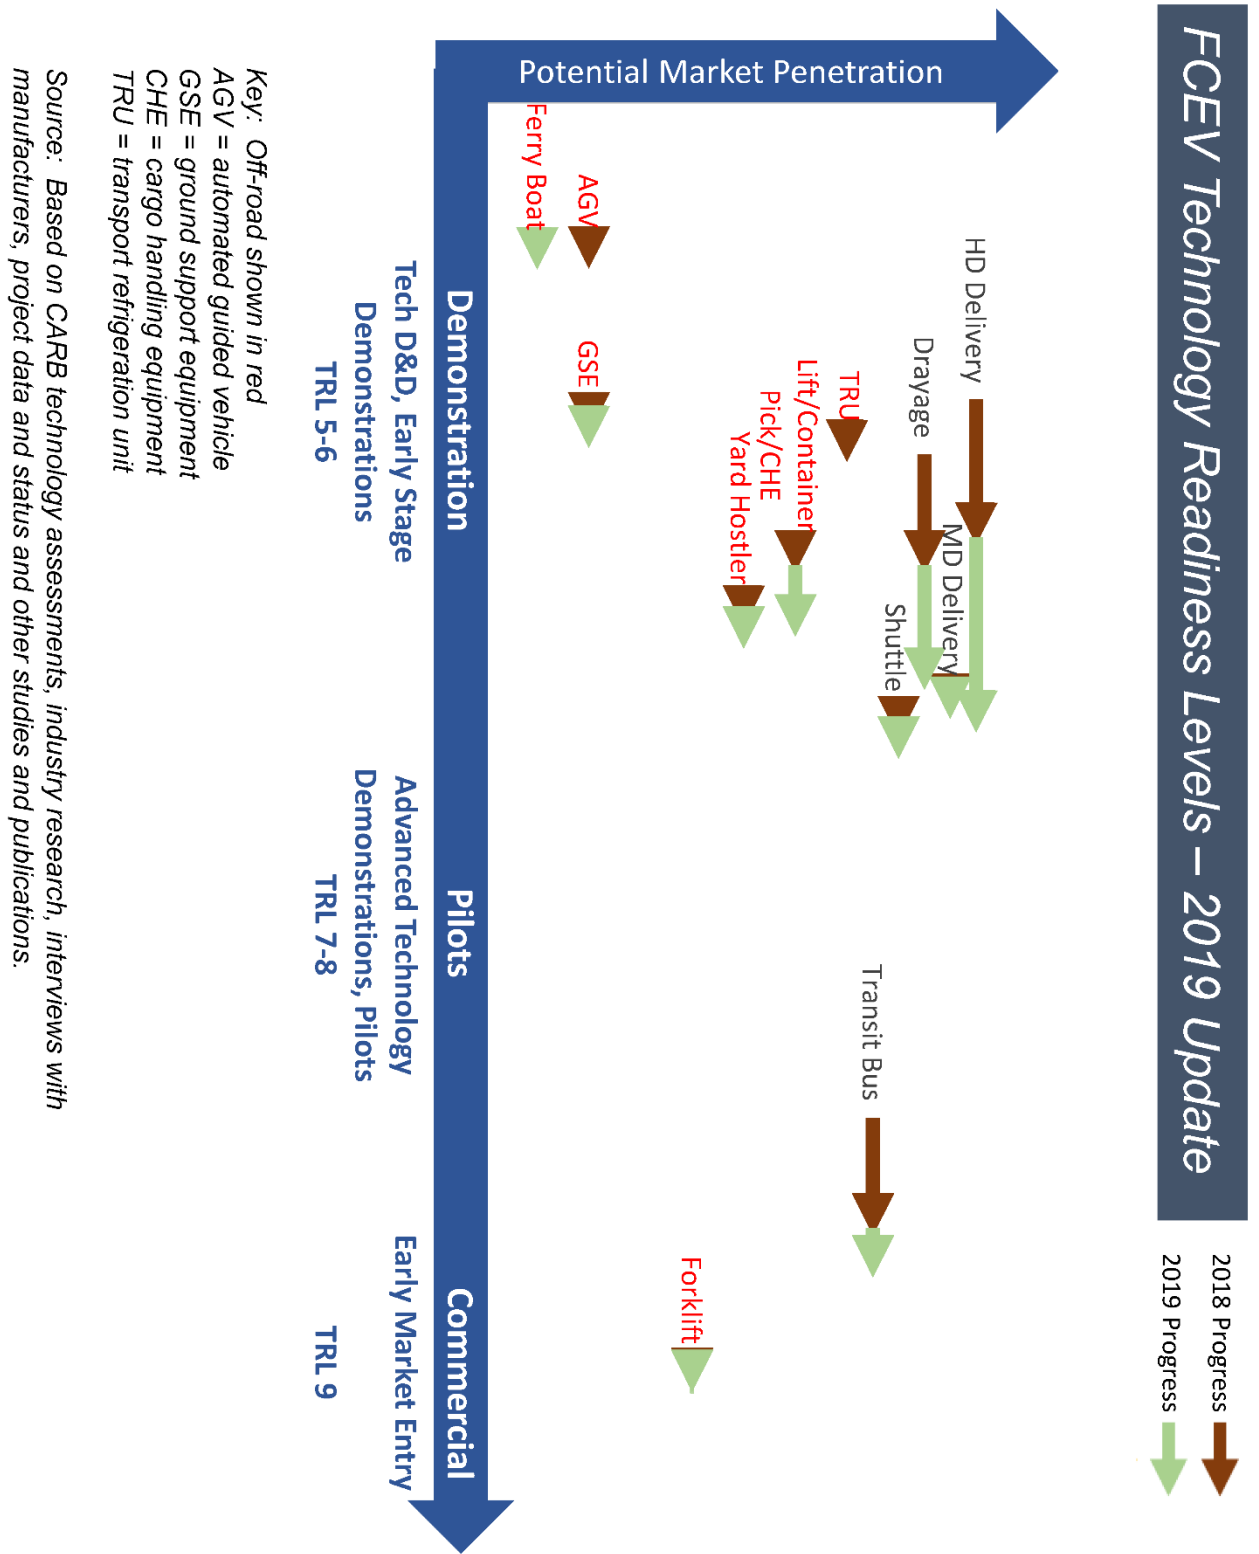 FCEV Technology Readiness Levels – 2019 Update
2018 Progress
2019 Progress
Potential Market Penetration
HD Delivery
MD Delivery
Drayage
Shuttle
Transit Bus
TRU
Lift/Container
Pick/CHE
Yard Hostler
Forklift
AGV
GSE
Ferry Boat
Demonstration
Pilots
Commercial
Tech D&D, Early Stage
Demonstrations
TRL 5-6
Advanced Technology
Demonstrations, Pilots
TRL 7-8
Early Market Entry
TRL 9
Key: Off-road shown in red
AGV = automated guided vehicle
GSE = ground support equipment
CHE = cargo handling equipment
TRU = transport refrigeration unit
Source: Based on CARB technology assessments, industry research, interviews with
manufacturers, project data and status and other studies and publications.